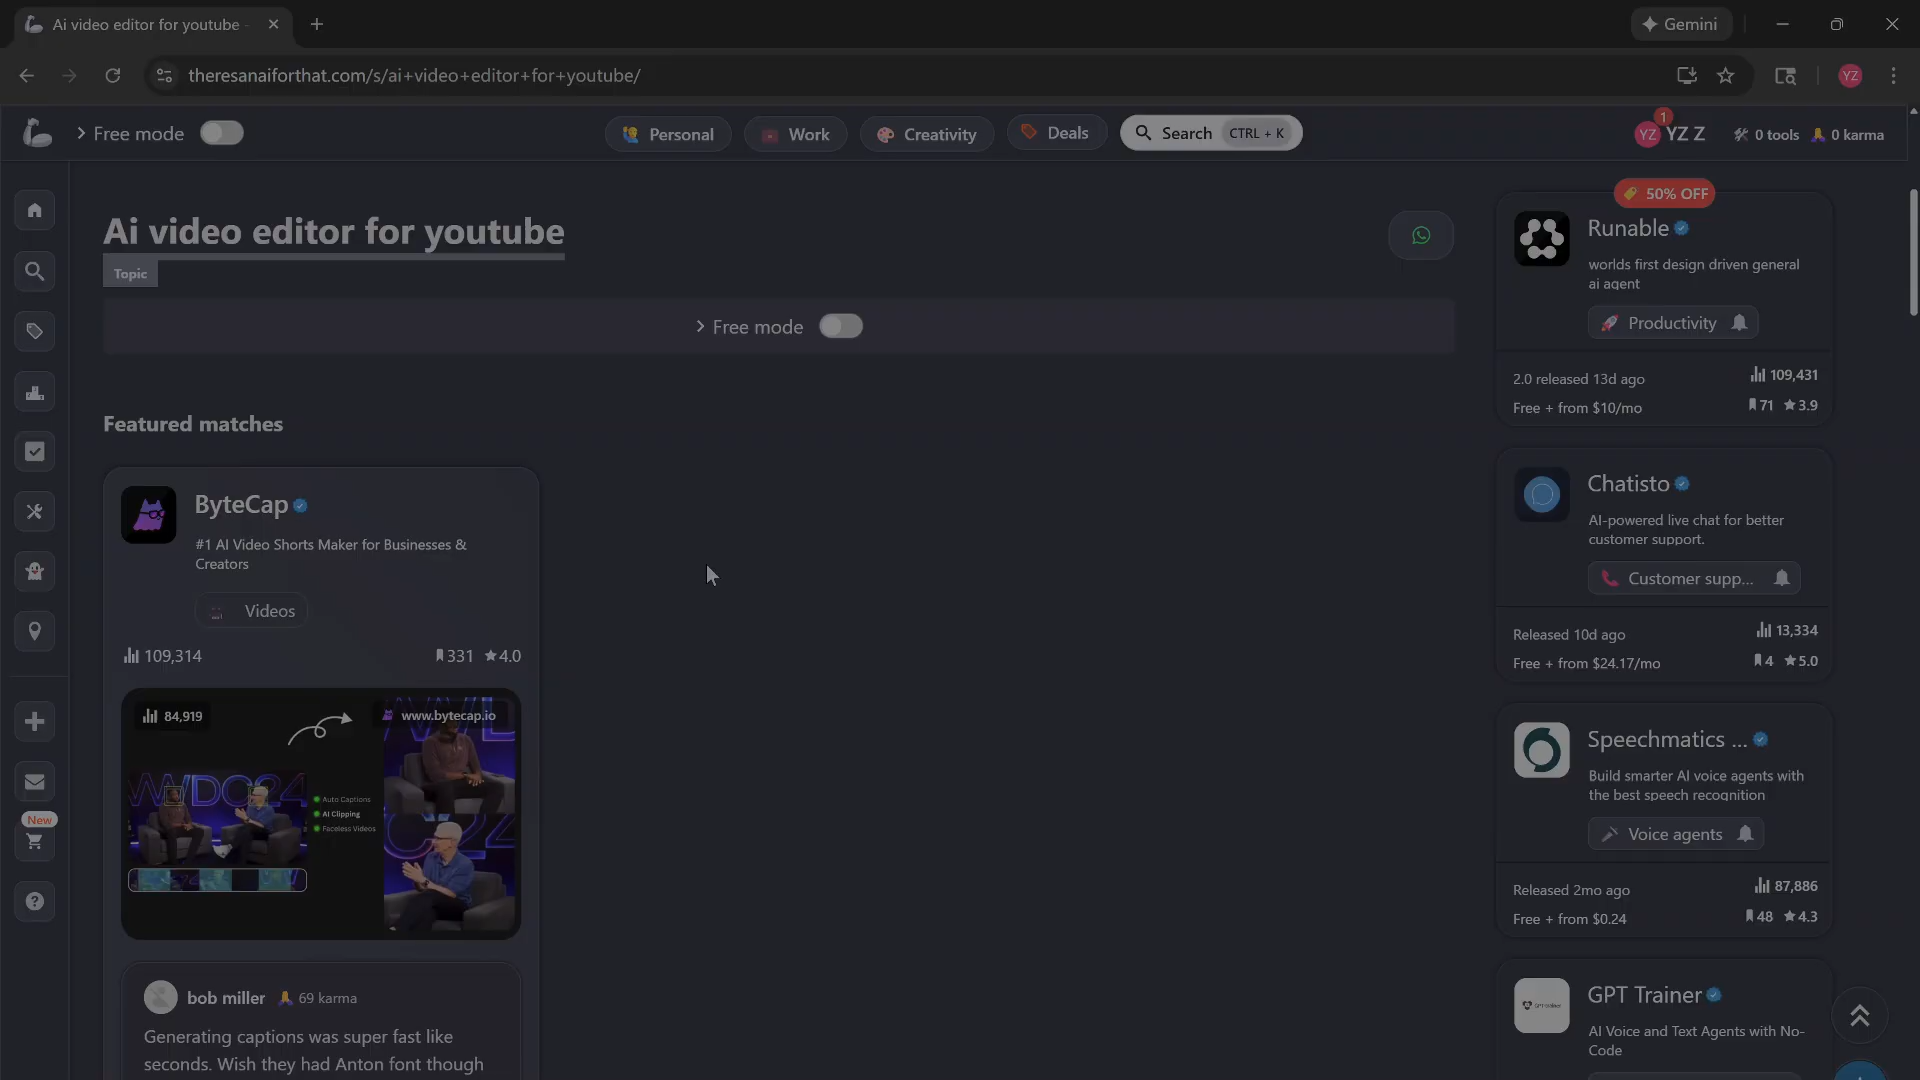 Ai video editor for youtube -
Gemini
theresanaiforthat.com/s/ai+video+editor+for+youtube/
YZ
Free mode
Personal
Work
Creativity
Deals
Search CTRL + K
1
YZ YZ Z
0 tools
0 karma
Ai video editor for youtube
Topic
Free mode
Featured matches
ByteCap
#1 AI Video Shorts Maker for Businesses &
Creators
Videos
109,314
331 4.0
84,919
www.bytecap.io
WWDC24
Auto Captions
AI Clipping
Faceless Videos
bob miller 69 karma
Generating captions was super fast like
seconds. Wish they had Anton font though
New
50% OFF
Runable
worlds first design driven general
ai agent
Productivity
2.0 released 13d ago 109,431
Free + from $10/mo 71 3.9
Chatisto
AI-powered live chat for better
customer support.
Customer supp...
Released 10d ago 13,334
Free + from $24.17/mo 4 5.0
Speechmatics ...
Build smarter AI voice agents with
the best speech recognition
Voice agents
Released 2mo ago 87,886
Free + from $0.24 48 4.3
GPT Trainer
AI Voice and Text Agents with No-
Code